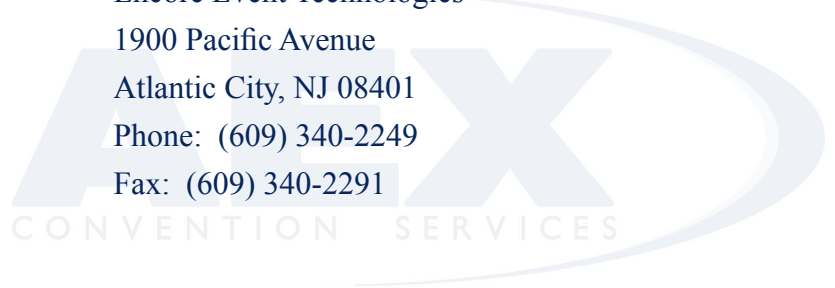 Encore Event Technologies
1900 Pacific Avenue
Atlantic City, NJ 08401
Phone: (609) 340-2249
Fax: (609) 340-2291
AEX
CONVENTION SERVICES